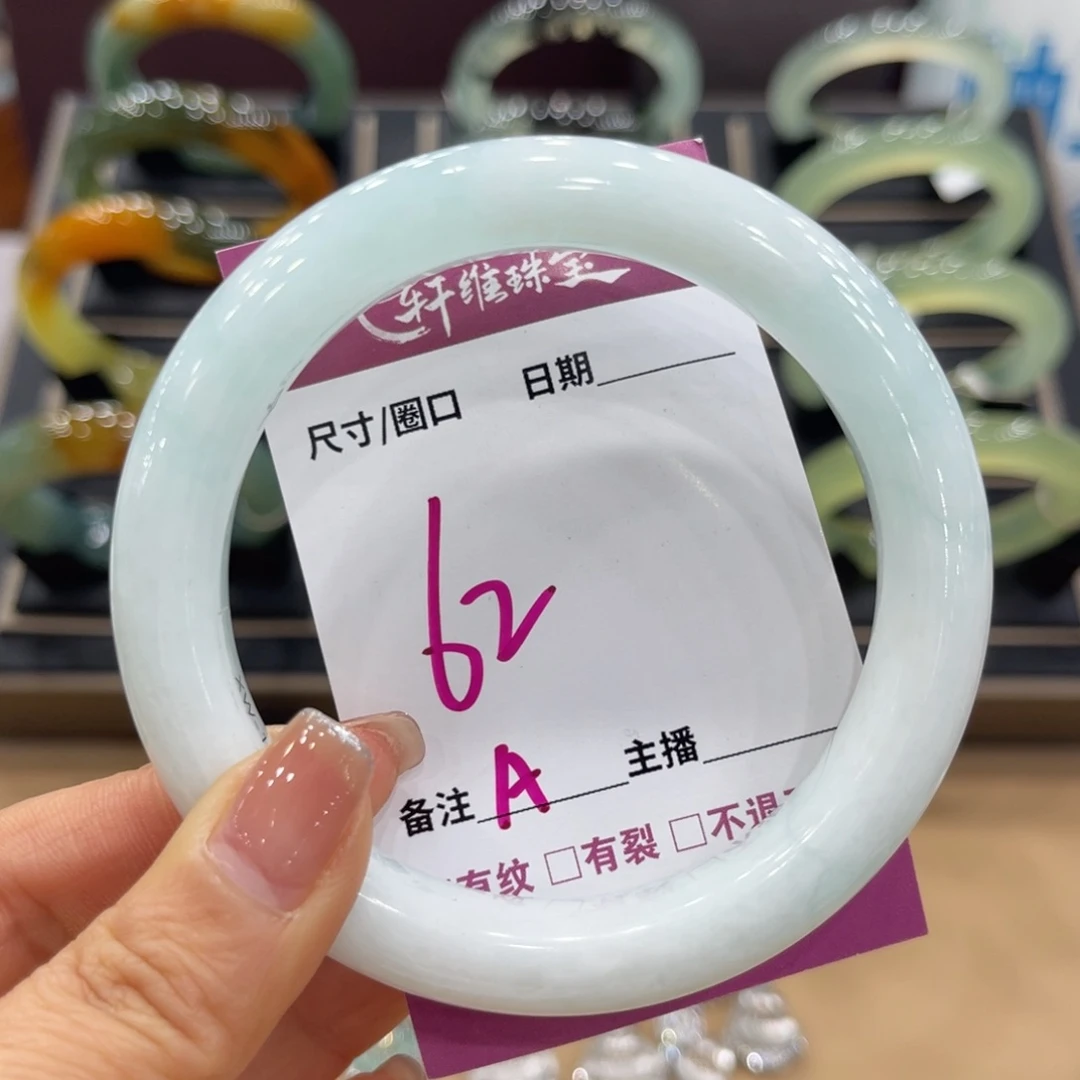 轩维珠宝
尺寸/圈口 日期
62
备注 A 主播
有纹 □有裂 □不退
XW